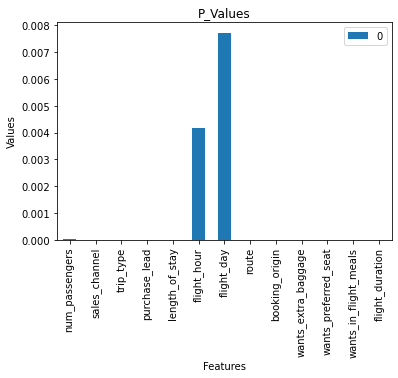 P_Values
0
Values
0.008
0.007
0.006
0.005
0.004
0.003
0.002
0.001
0.000
num_passengers
sales_channel
trip_type
purchase_lead
length_of_stay
flight_hour
flight_day
route
booking_origin
wants_extra_baggage
wants_preferred_seat
wants_in_flight_meals
flight_duration
Features